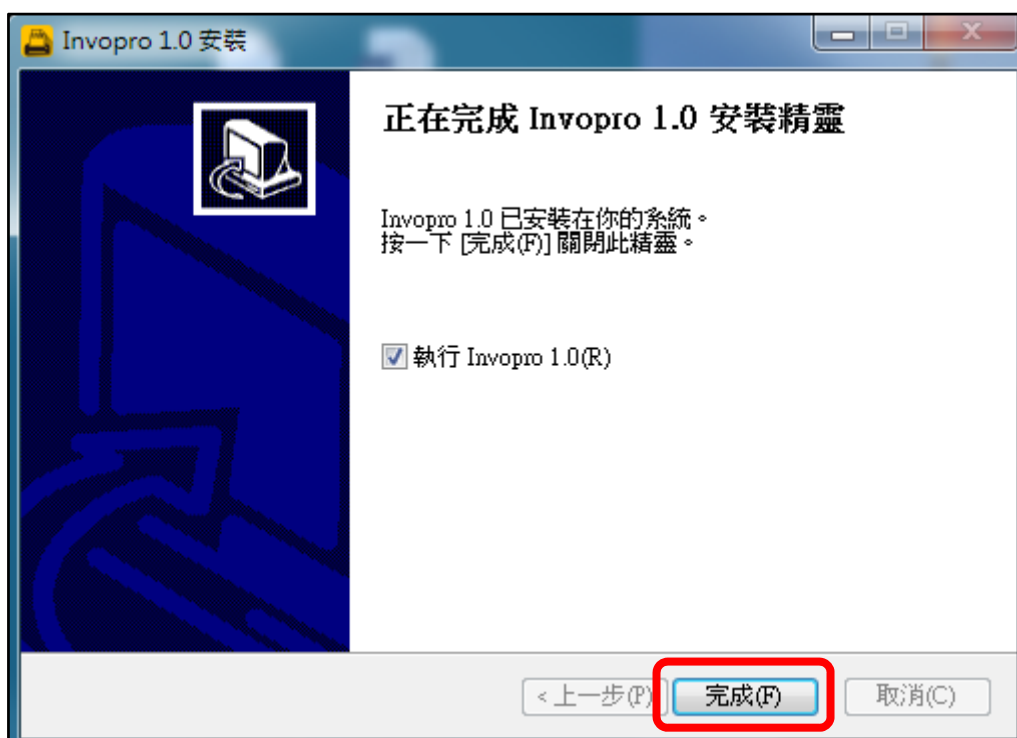 Invopro 1.0 安裝
正在完成 Invopro 1.0 安裝精靈
Invopro 1.0 已安裝在你的系統。
按一下 [完成(F)] 關閉此精靈。
執行 Invopro 1.0(R)
< 上一步(P) 完成(F) 取消(C)